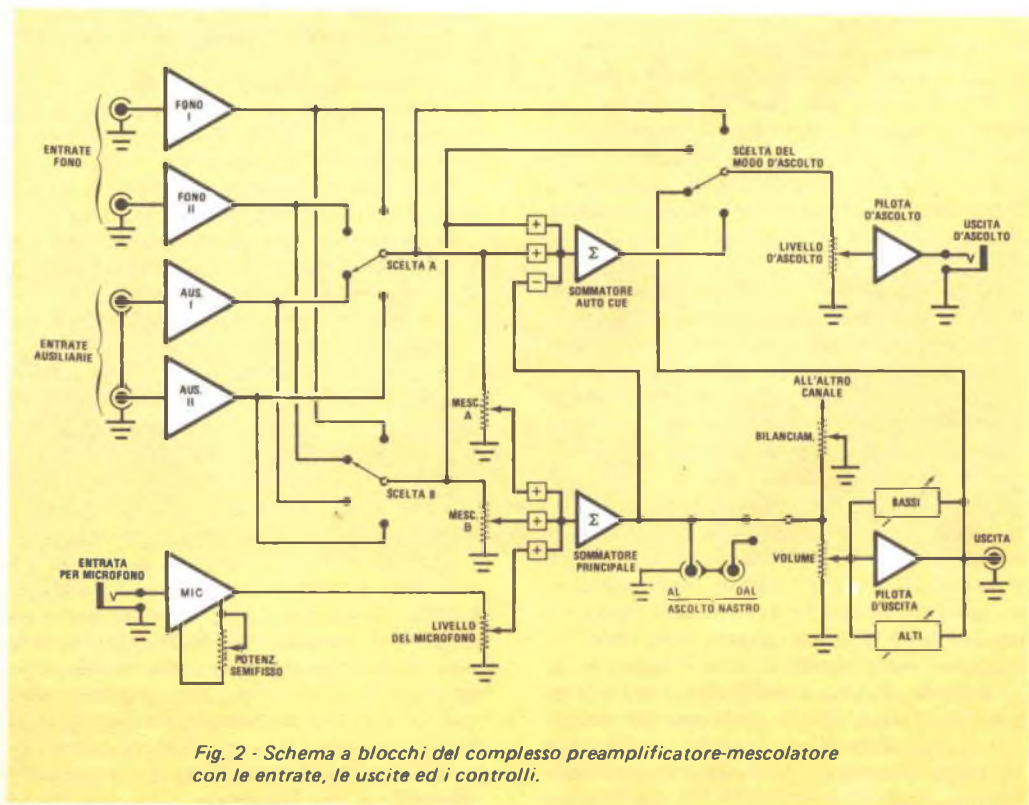 ENTRATE
FONO
FONO
I
FONO
II
ENTRATE
AUSILIARIE
AUS.
I
AUS.
II
ENTRATA
PER MICROFONO
MIC
POTENZ.
SEMIFISSO
SCELTA A
SCELTA B
MESC.
A
MESC.
B
LIVELLO
DEL MICROFONO
+
+
−
Σ
SOMMATORE
AUTO CUE
+
+
+
Σ
SOMMATORE
PRINCIPALE
AL
DAL
ASCOLTO NASTRO
SCELTA DEL
MODO D'ASCOLTO
LIVELLO
D'ASCOLTO
PILOTA
D'ASCOLTO
USCITA
D'ASCOLTO
ALL'ALTRO
CANALE
BILANCIAM.
VOLUME
BASSI
PILOTA
D'USCITA
ALTI
USCITA
Fig. 2 - Schema a blocchi del complesso preamplificatore-mescolatore
con le entrate, le uscite ed i controlli.